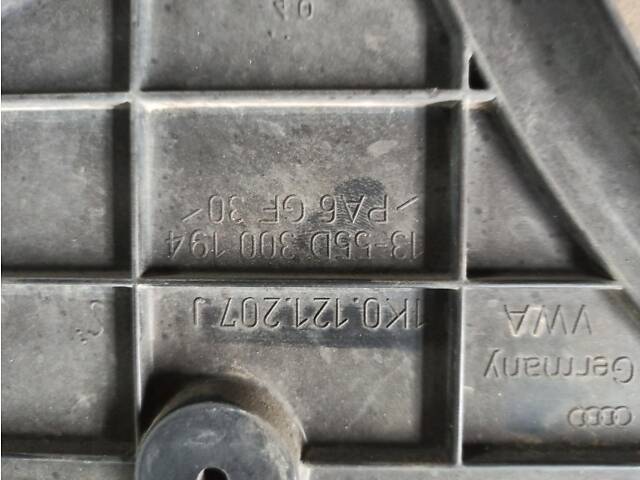 Germany
VWA
1K0.121.207 J
13-55D 300 194
>PA6 GF 30<